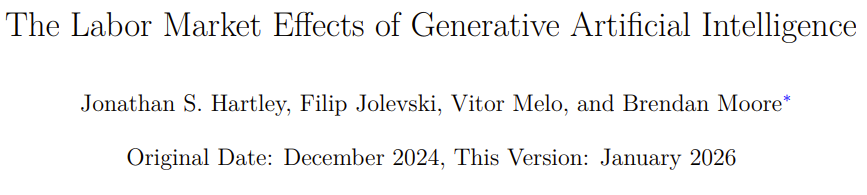 The Labor Market Effects of Generative Artificial Intelligence
Jonathan S. Hartley, Filip Jolevski, Vitor Melo, and Brendan Moore*
Original Date: December 2024, This Version: January 2026